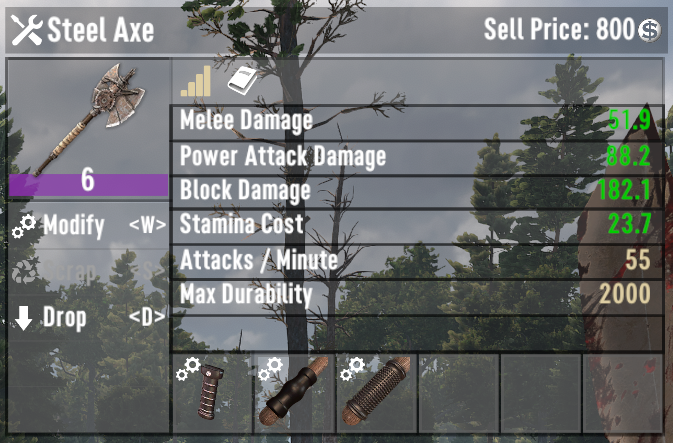 Steel Axe
Sell Price: 800
6
Modify <W>
Scrap <S>
Drop <D>
Melee Damage 51.9
Power Attack Damage 88.2
Block Damage 182.1
Stamina Cost 23.7
Attacks / Minute 55
Max Durability 2000